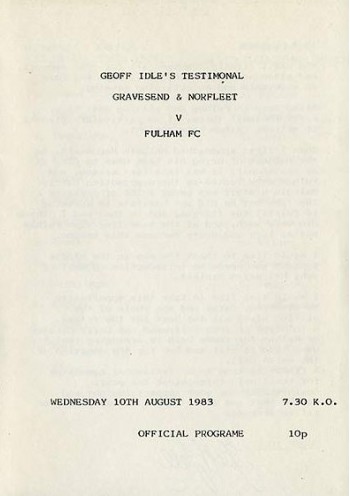 GEOFF IDLE'S TESTIMONAL
GRAVESEND & NORFLEET
V
FULHAM FC
WEDNESDAY 10TH AUGUST 1983 7.30 K.O.
OFFICIAL PROGRAME 10p